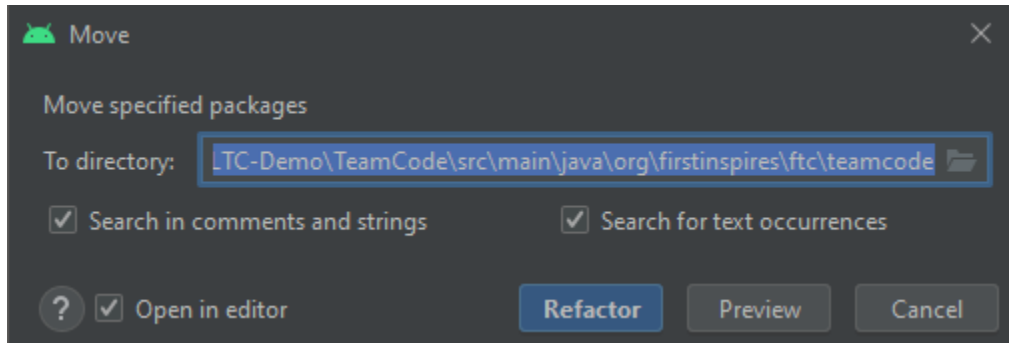 Move
Move specified packages
To directory: LTC-Demo\TeamCode\src\main\java\org\firstinspires\ftc\teamcode
Search in comments and strings Search for text occurrences
? Open in editor Refactor Preview Cancel